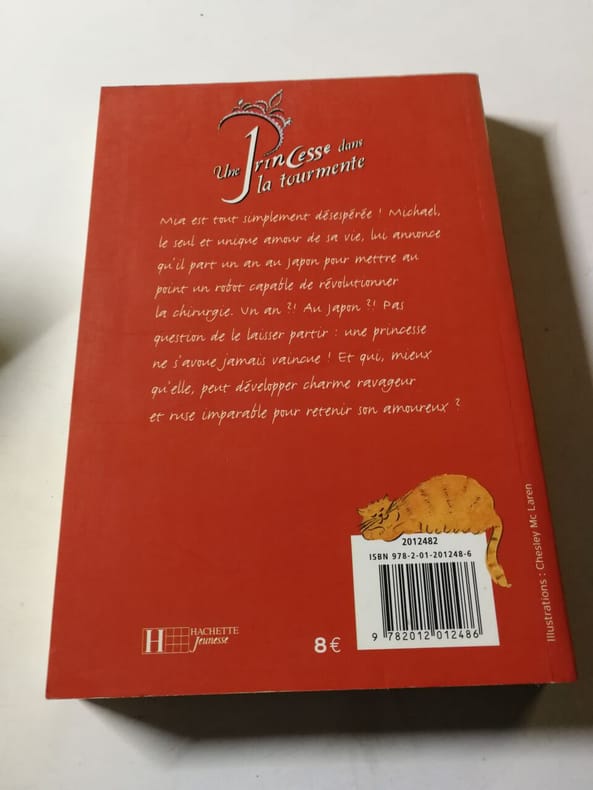 Une Princesse dans
la tourmente
Mia est tout simplement désespérée ! Michael,
le seul et unique amour de sa vie, lui annonce
qu'il part un an au Japon pour mettre au
point un robot capable de révolutionner
la chirurgie. Un an ?! Au Japon ?! Pas
question de le laisser partir : une princesse
ne s'avoue jamais vaincue ! Et qui, mieux
qu'elle, peut développer charme ravageur
et ruse imparable pour retenir son amoureux ?
2012482
ISBN 978-2-01-201248-6
9 782012 012486
Illustrations : Chesley Mc Laren
H HACHETTE
Jeunesse
8€